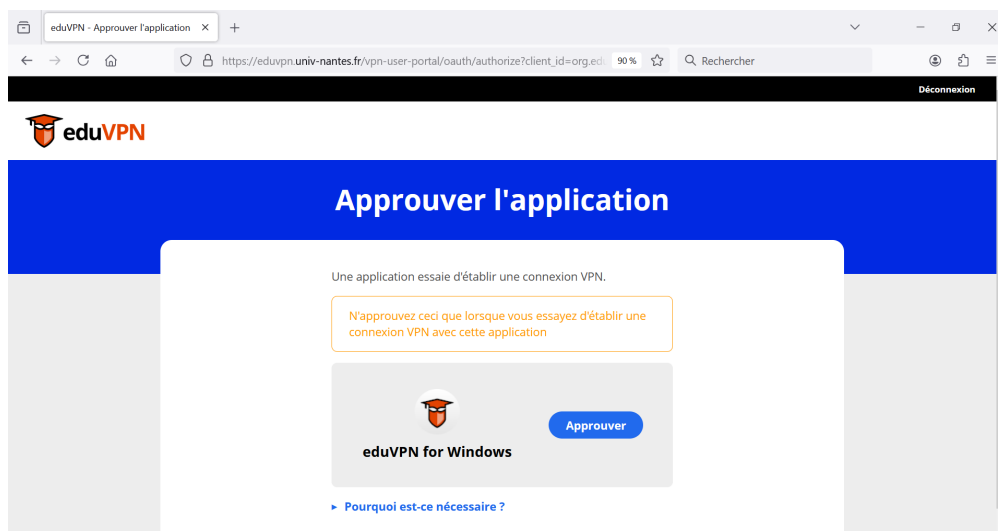 eduVPN - Approuver l'application
https://eduvpn.univ-nantes.fr/vpn-user-portal/oauth/authorize?client_id=org.edu
90 %
Rechercher
Déconnexion
eduVPN
Approuver l'application
Une application essaie d'établir une connexion VPN.
N'approuvez ceci que lorsque vous essayez d'établir une
connexion VPN avec cette application
Approuver
eduVPN for Windows
Pourquoi est-ce nécessaire ?